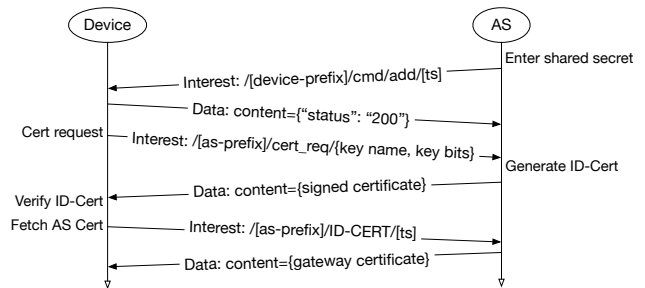 Device
AS
Enter shared secret
Interest: /[device-prefix]/cmd/add/[ts]
Data: content={“status”: “200”}
Cert request
Interest: /[as-prefix]/cert_req/{key name, key bits}
Generate ID-Cert
Data: content={signed certificate}
Verify ID-Cert
Fetch AS Cert
Interest: /[as-prefix]/ID-CERT/[ts]
Data: content={gateway certificate}